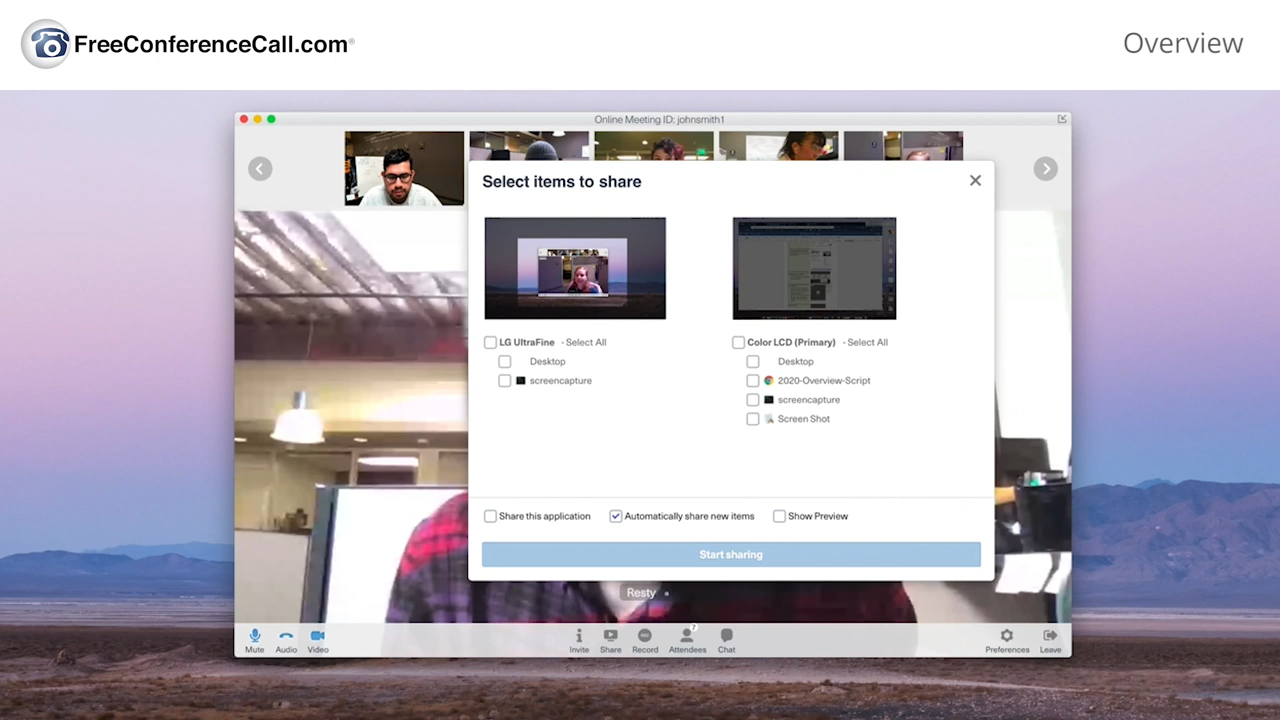 FreeConferenceCall.com®
Overview
Online Meeting ID: johnsmith1
Select items to share
LG UltraFine - Select All
Desktop
screencapture
Color LCD (Primary) - Select All
Desktop
2020-Overview-Script
screencapture
Screen Shot
Share this application
Automatically share new items
Show Preview
Start sharing
Resty
Mute
Audio
Video
Invite
Share
Record
7
Attendees
Chat
Preferences
Leave